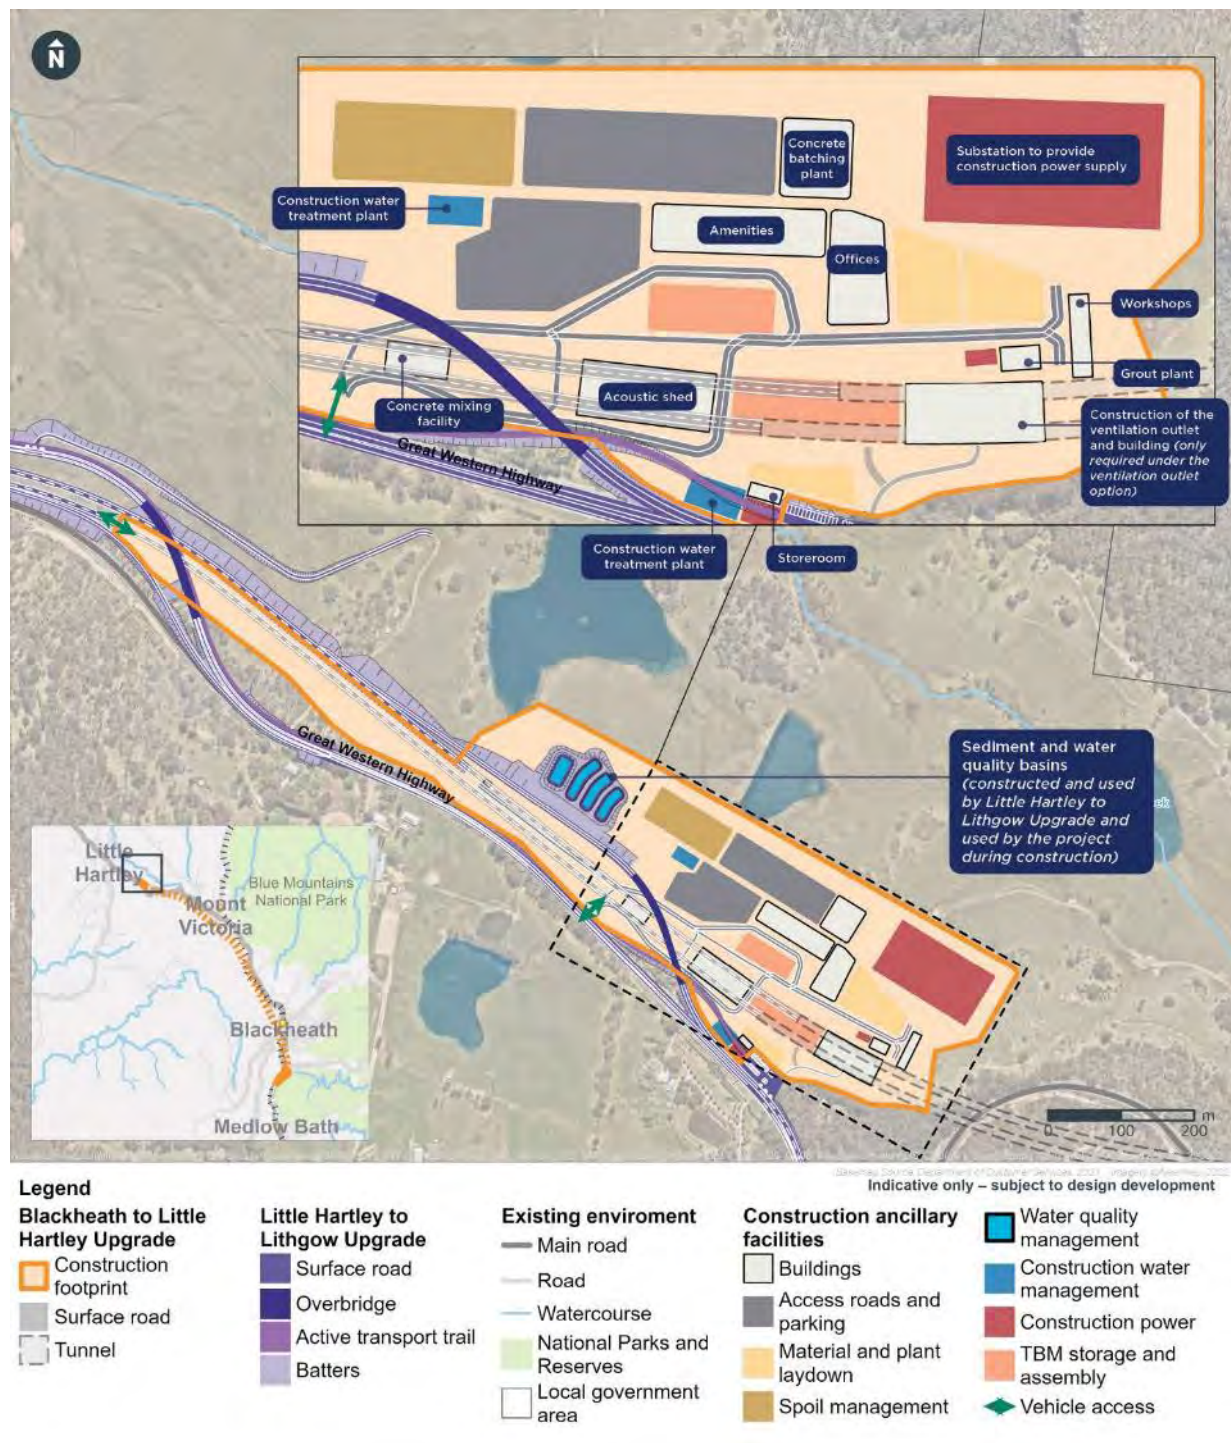 N
Concrete
batching
plant
Substation to provide
construction power supply
Construction water
treatment plant
Amenities
Offices
Workshops
Grout plant
Acoustic shed
Concrete mixing
facility
Construction of the
ventilation outlet
and building (only
required under the
ventilation outlet
option)
Great Western Highway
Construction water
treatment plant
Storeroom
Great Western Highway
Sediment and water
quality basins
(constructed and used
by Little Hartley to
Lithgow Upgrade and
used by the project
during construction)
Little
Hartley
Mount
Victoria
Blue Mountains
National Park
Blackheath
Medlow Bath
m
0 100 200
Indicative only – subject to design development
Legend
Blackheath to Little
Hartley Upgrade
Construction
footprint
Surface road
Tunnel
Little Hartley to
Lithgow Upgrade
Surface road
Overbridge
Active transport trail
Batters
Existing enviroment
Main road
Road
Watercourse
National Parks and
Reserves
Local government
area
Construction ancillary
facilities
Buildings
Access roads and
parking
Material and plant
laydown
Spoil management
Water quality
management
Construction water
management
Construction power
TBM storage and
assembly
Vehicle access